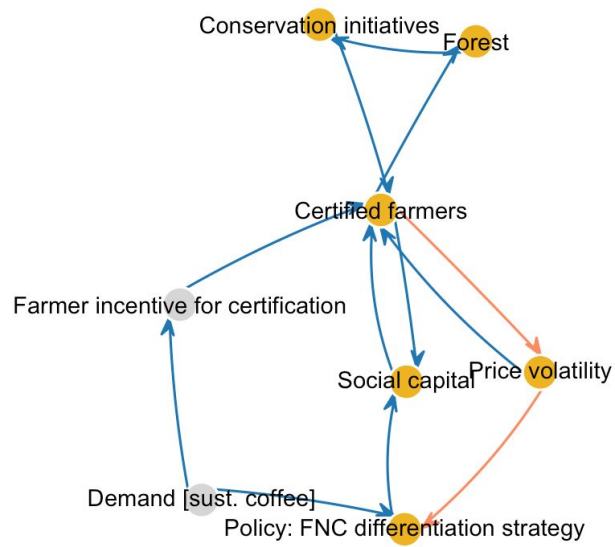 Conservation initiatives
Forest
Certified farmers
Farmer incentive for certification
Social capital
Price volatility
Demand [sust. coffee]
Policy: FNC differentiation strategy